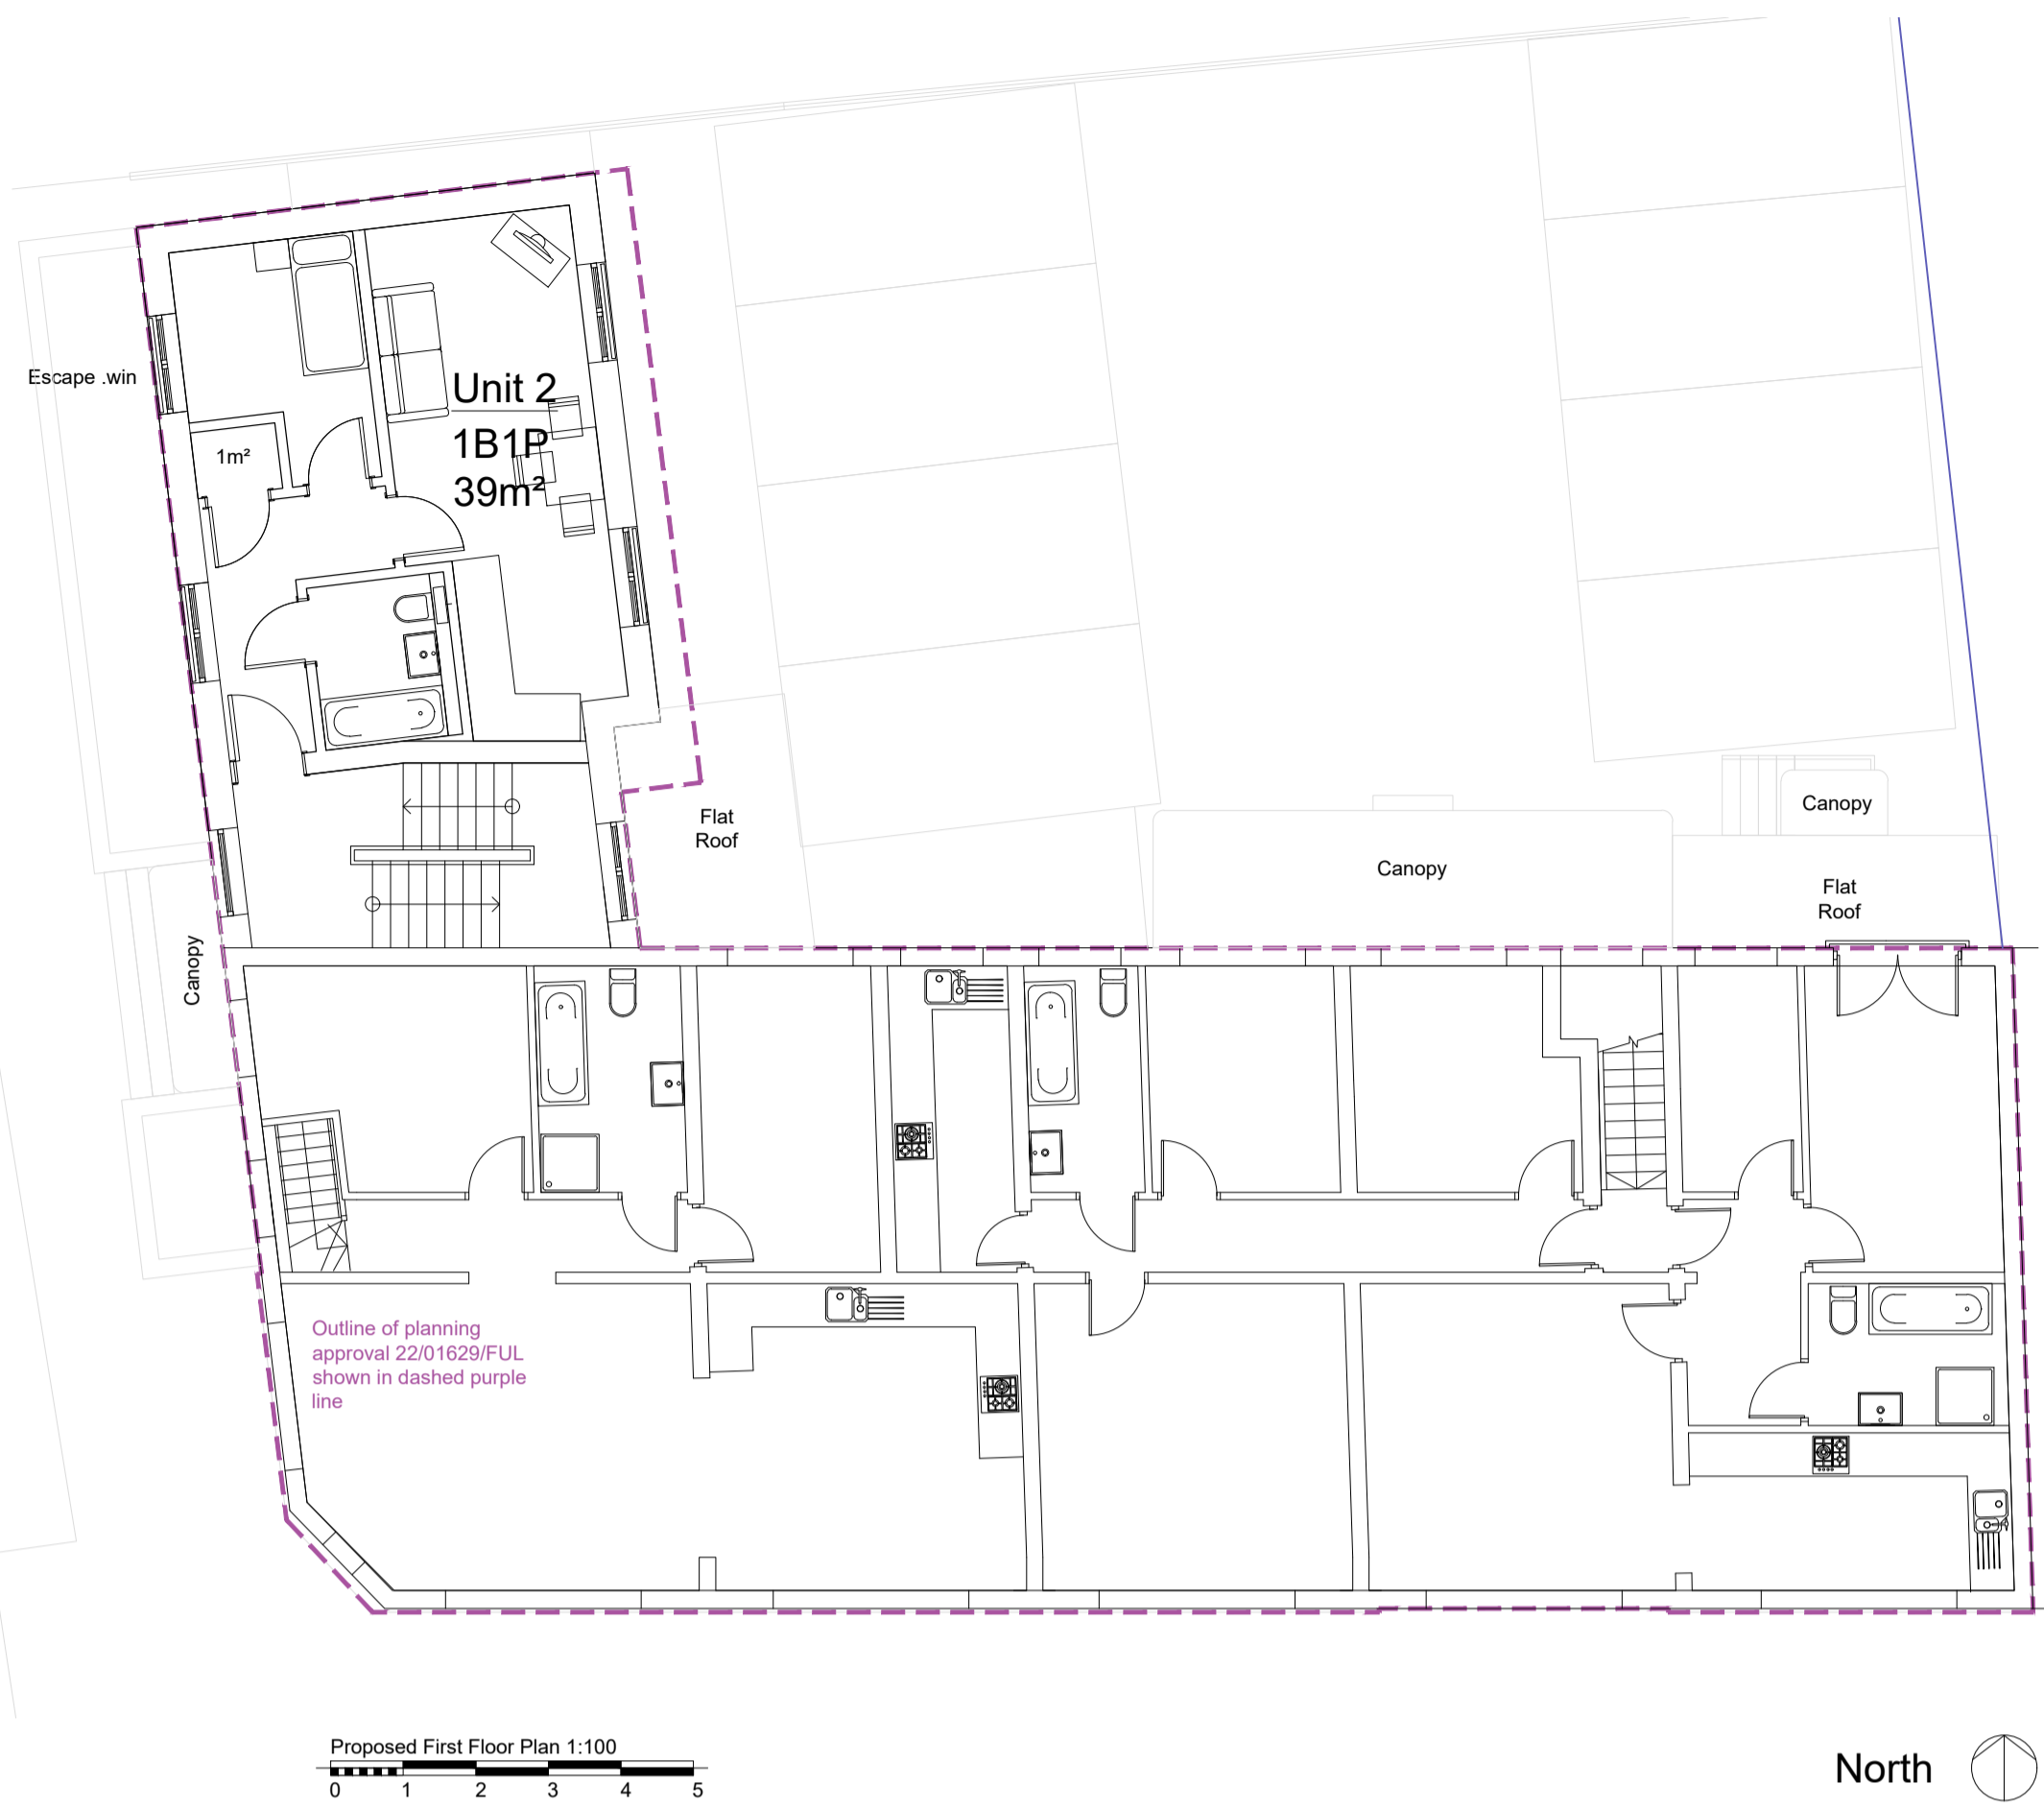 Escape .win
Unit 2
1B1P
39m²
1m²
Flat
Roof
Canopy
Canopy
Flat
Roof
Canopy
Outline of planning
approval 22/01629/FUL
shown in dashed purple
line
Proposed First Floor Plan 1:100
0 1 2 3 4 5
North